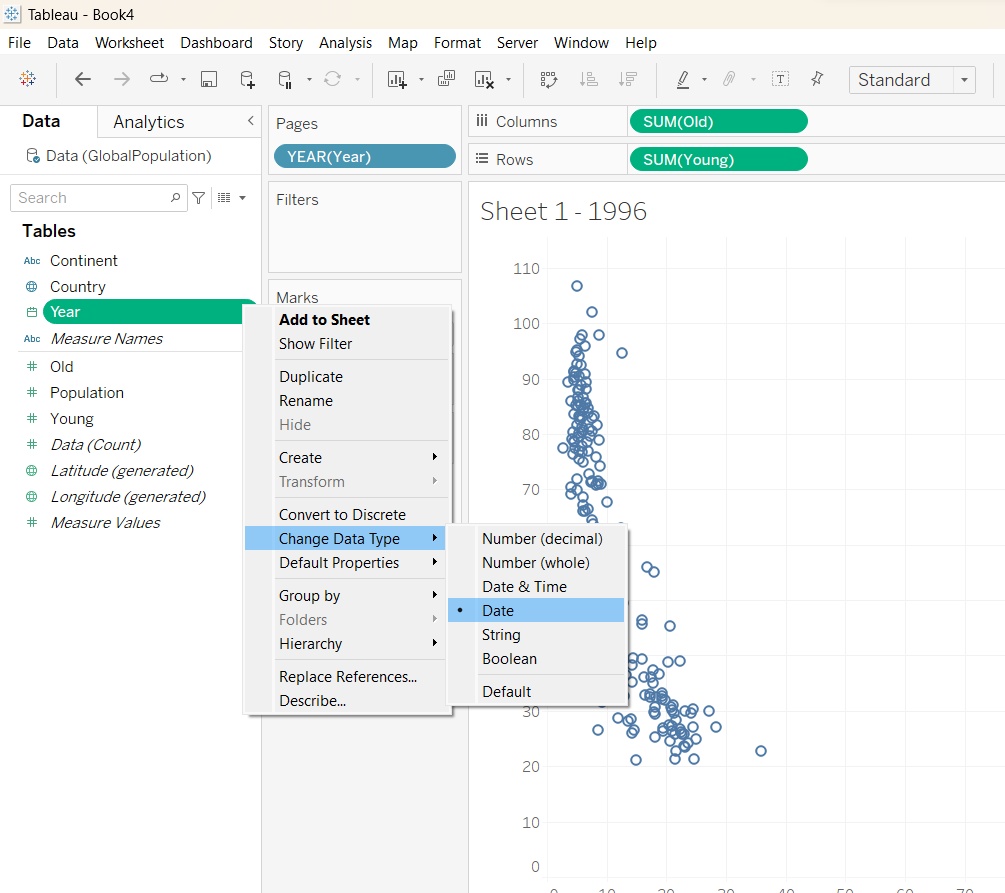 Tableau - Book4
File Data Worksheet Dashboard Story Analysis Map Format Server Window Help
Standard
Data
Analytics
Data (GlobalPopulation)
Search
Tables
Abc Continent
Country
Year
Abc Measure Names
Old
Population
Young
Data (Count)
Latitude (generated)
Longitude (generated)
Measure Values
Pages
YEAR(Year)
Filters
Marks
Columns
SUM(Old)
Rows
SUM(Young)
Sheet 1 - 1996
110
100
90
80
70
30
20
10
0
0 10 20 30 40 50 60 70
Add to Sheet
Show Filter
Duplicate
Rename
Hide
Create
Transform
Convert to Discrete
Change Data Type
Default Properties
Group by
Folders
Hierarchy
Replace References...
Describe...
Number (decimal)
Number (whole)
Date & Time
Date
String
Boolean
Default